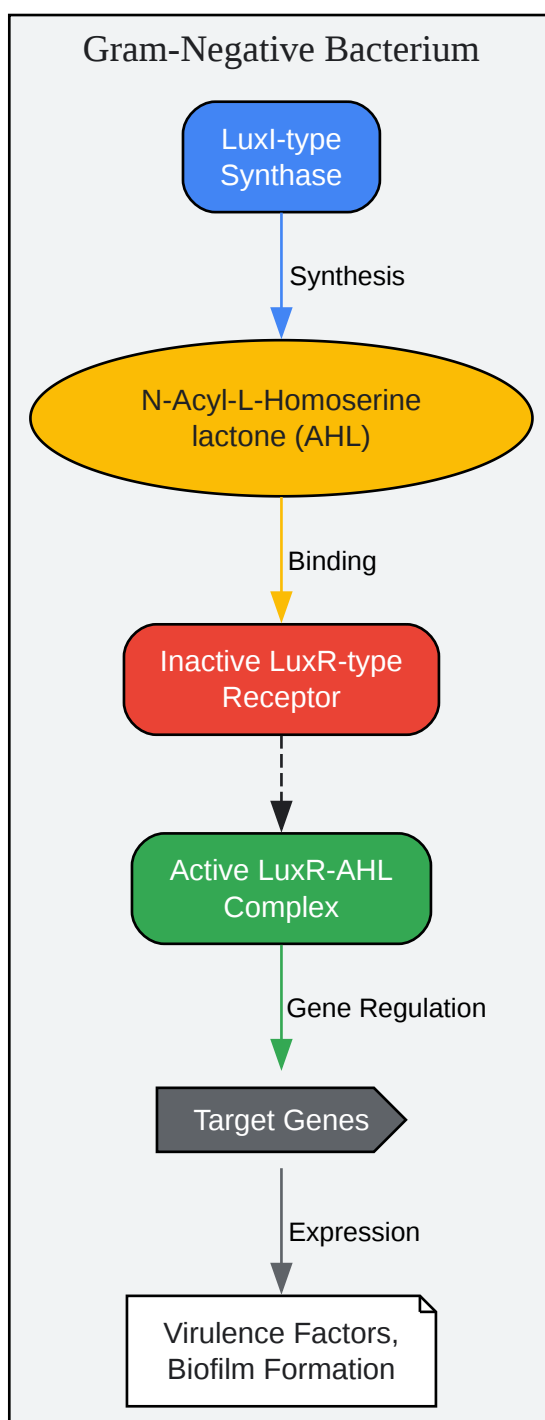 Gram-Negative Bacterium
LuxI-type
Synthase
Synthesis
N-Acyl-L-Homoserine
lactone (AHL)
Binding
Inactive LuxR-type
Receptor
Active LuxR-AHL
Complex
Gene Regulation
Target Genes
Expression
Virulence Factors,
Biofilm Formation